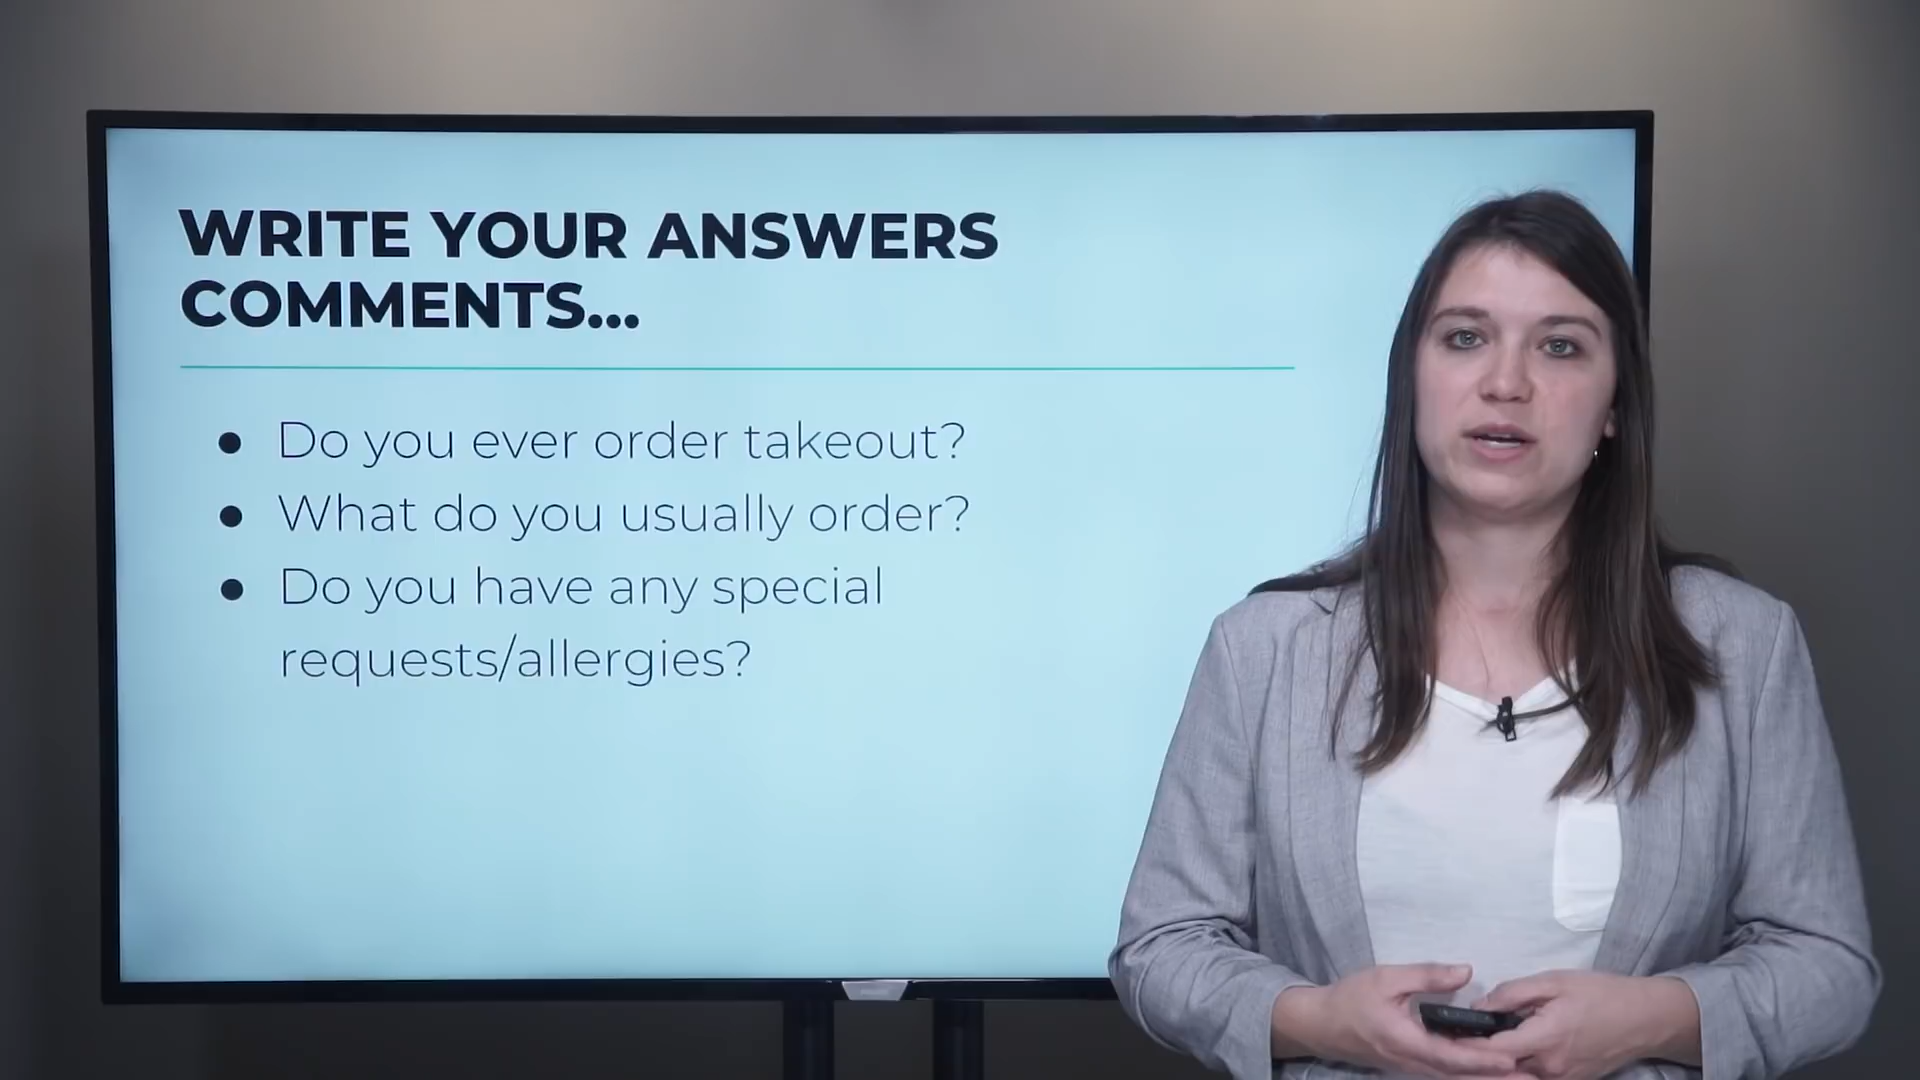 WRITE YOUR ANSWERS
COMMENTS...
● Do you ever order takeout?
● What do you usually order?
● Do you have any special
requests/allergies?